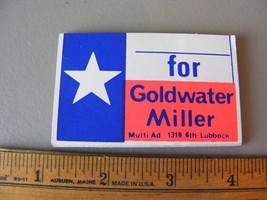 for
Goldwater
Miller
Multi Ad 1319 6th Lubbock
1 2 3 4
AUBURN, MAINE MADE IN U.S.A.